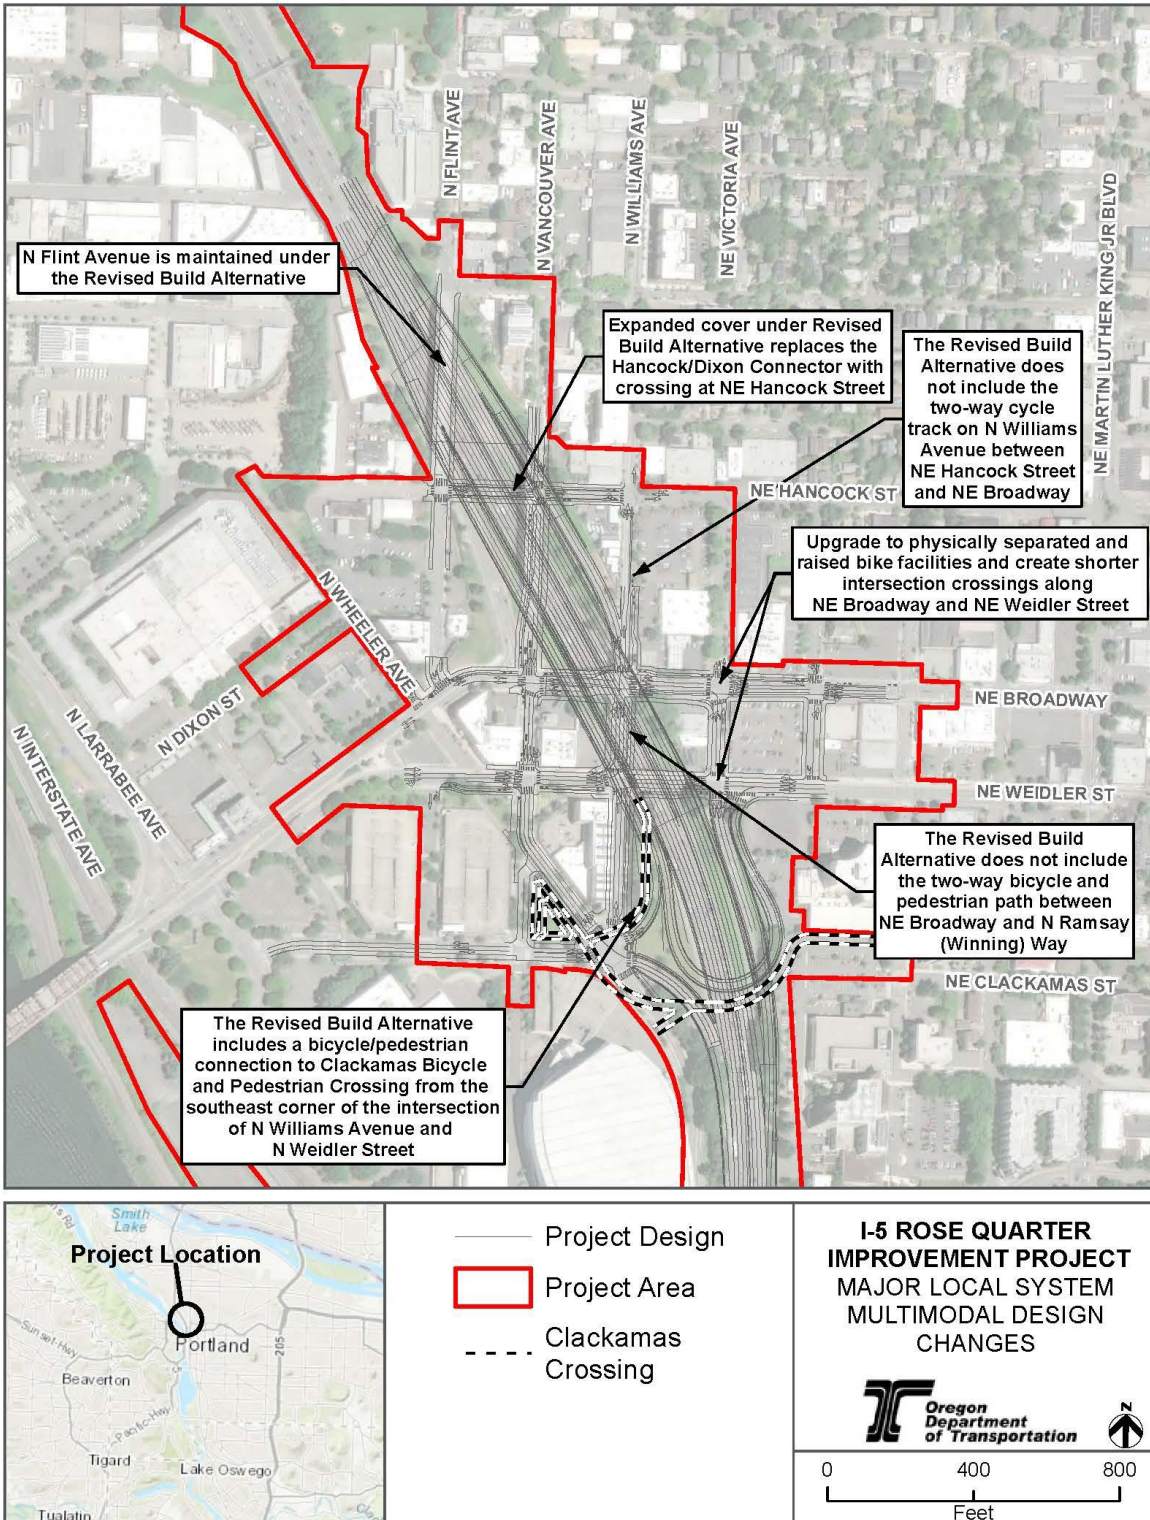 N FLINT AVE
N VANCOUVER AVE
N WILLIAMS AVE
NE VICTORIA AVE
NE MARTIN LUTHER KING JR BLVD
N Flint Avenue is maintained under
the Revised Build Alternative
Expanded cover under Revised
Build Alternative replaces the
Hancock/Dixon Connector with
crossing at NE Hancock Street
The Revised Build
Alternative does
not include the
two-way cycle
track on N Williams
Avenue between
NE Hancock Street
and NE Broadway
NE HANCOCK ST
Upgrade to physically separated and
raised bike facilities and create shorter
intersection crossings along
NE Broadway and NE Weidler Street
N WHEELER AVE
N DIXON ST
N LARRABEE AVE
N INTERSTATE AVE
NE BROADWAY
NE WEIDLER ST
The Revised Build
Alternative does not include
the two-way bicycle and
pedestrian path between
NE Broadway and N Ramsay
(Winning) Way
NE CLACKAMAS ST
The Revised Build Alternative
includes a bicycle/pedestrian
connection to Clackamas Bicycle
and Pedestrian Crossing from the
southeast corner of the intersection
of N Williams Avenue and
N Weidler Street
Smith
Lake
Project Location
Portland
Sunset-Hwy
205
5
Beaverton
Pacific-Hwy
Tigard
Lake Oswego
Tualatin
Project Design
Project Area
Clackamas
Crossing
I-5 ROSE QUARTER
IMPROVEMENT PROJECT
MAJOR LOCAL SYSTEM
MULTIMODAL DESIGN
CHANGES
Oregon
Department
of Transportation
N
0 400 800
Feet